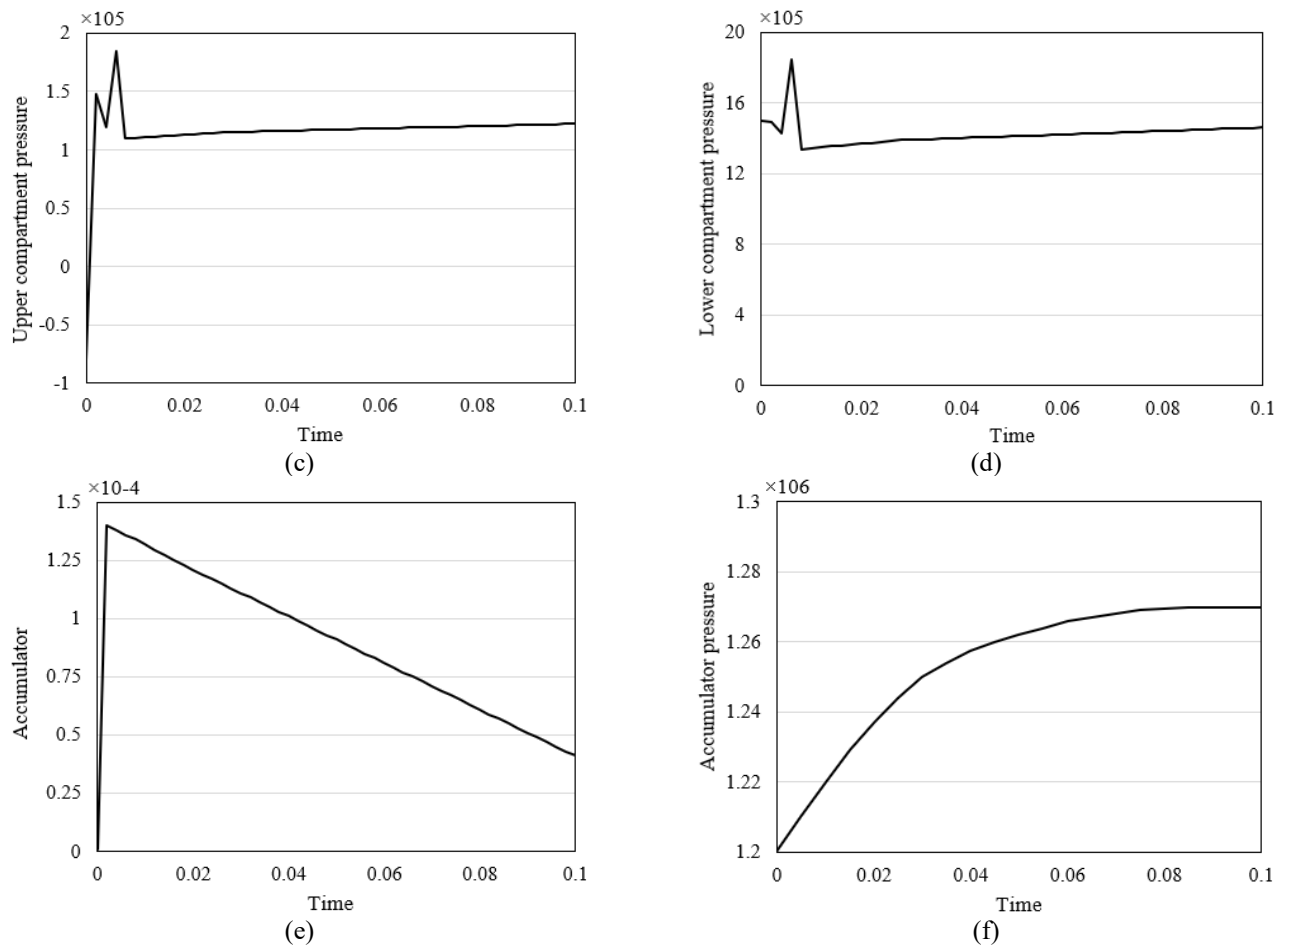 ×105
2
1.5
1
0.5
0
-0.5
-1
Upper compartment pressure
0 0.02 0.04 0.06 0.08 0.1
Time
(c)
×105
20
16
12
8
4
0
Lower compartment pressure
0 0.02 0.04 0.06 0.08 0.1
Time
(d)
×10-4
1.5
1.25
1
0.75
0.5
0.25
0
Accumulator
0 0.02 0.04 0.06 0.08 0.1
Time
(e)
×106
1.3
1.28
1.26
1.24
1.22
1.2
Accumulator pressure
0 0.02 0.04 0.06 0.08 0.1
Time
(f)